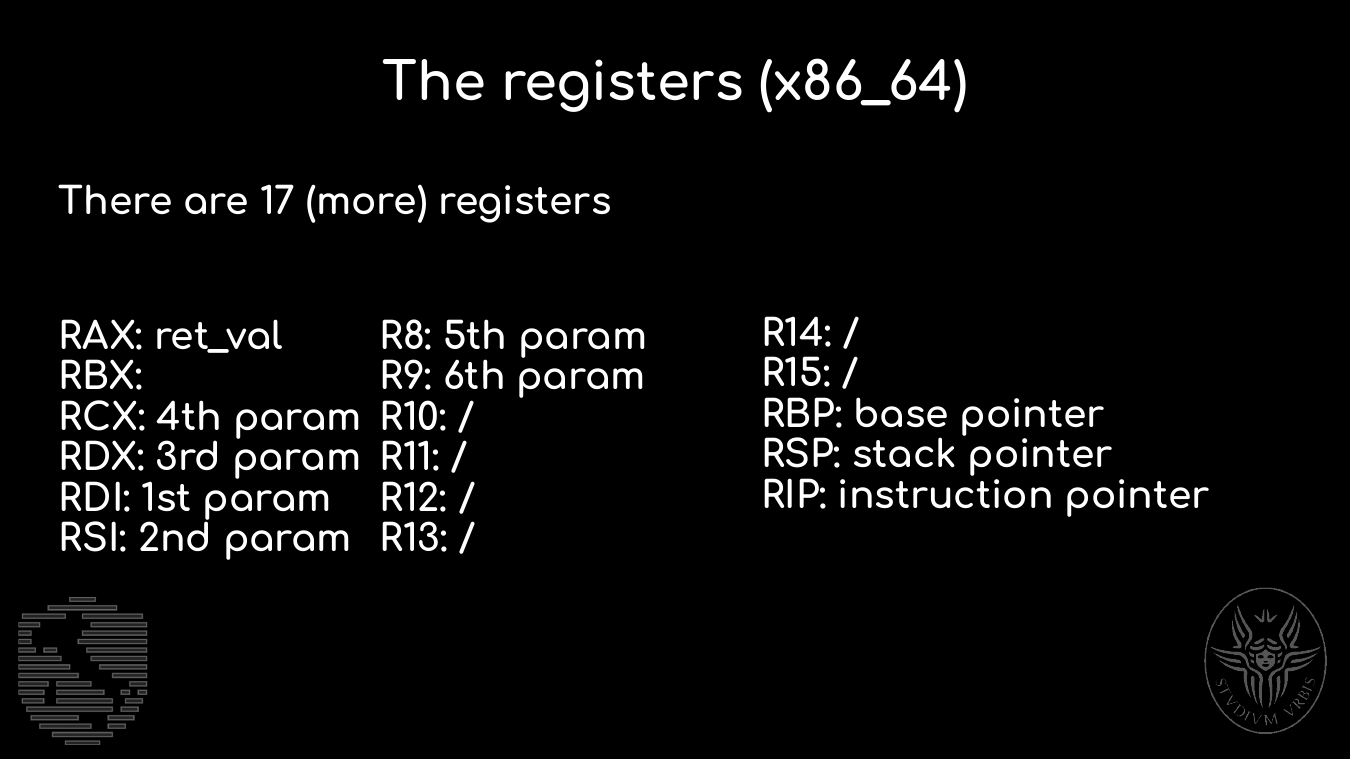 The registers (x86_64)
There are 17 (more) registers
RAX: ret_val
RBX:
RCX: 4th param
RDX: 3rd param
RDI: 1st param
RSI: 2nd param
R8: 5th param
R9: 6th param
R10: /
R11: /
R12: /
R13: /
R14: /
R15: /
RBP: base pointer
RSP: stack pointer
RIP: instruction pointer
STVDIVM VRBIS